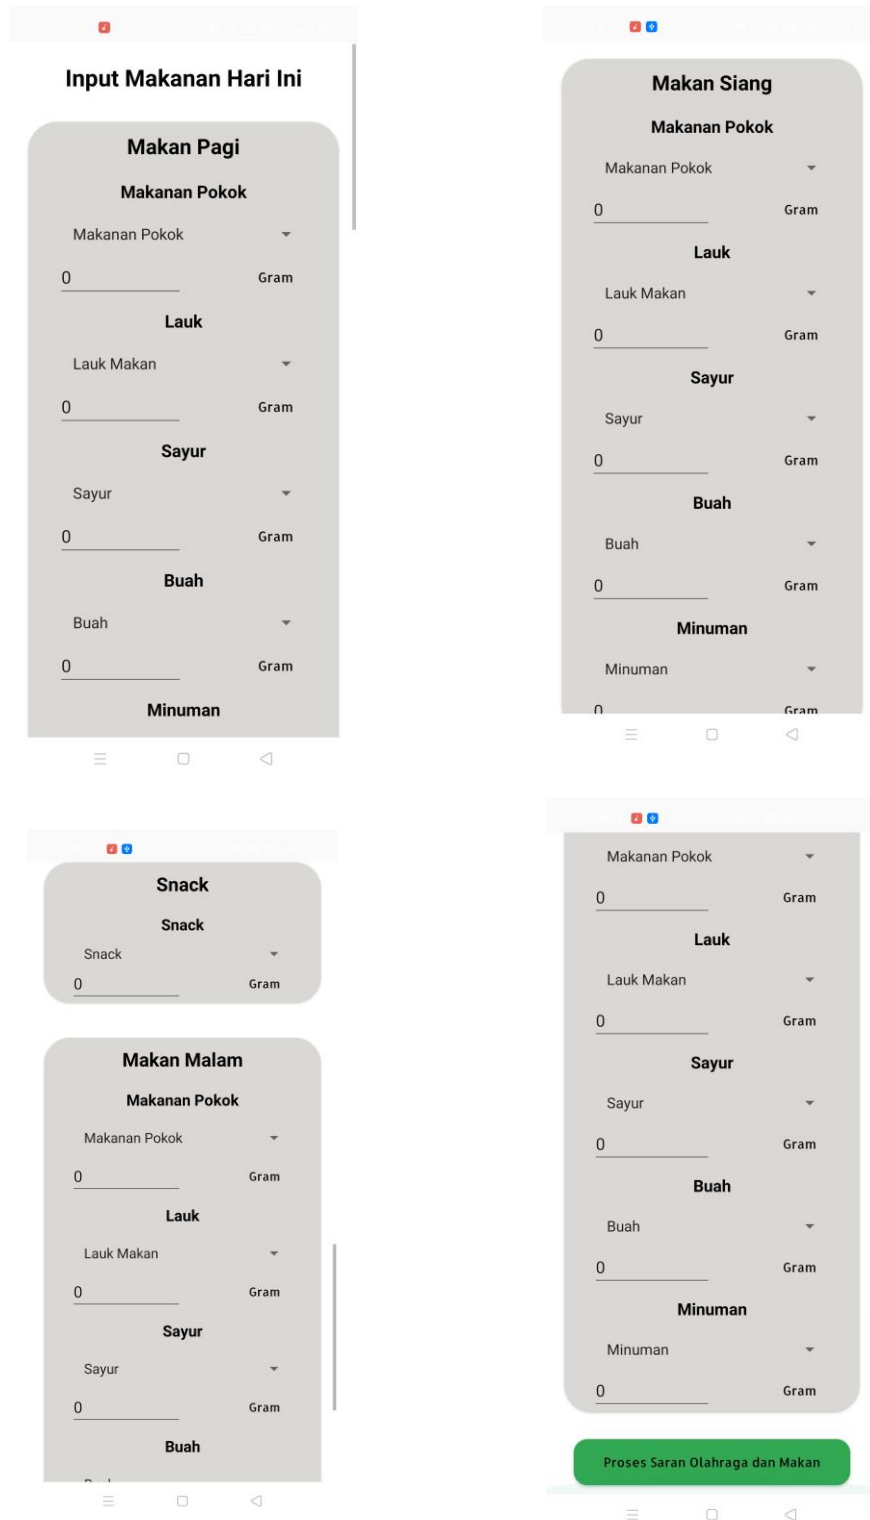 Input Makanan Hari Ini
Makan Pagi
Makanan Pokok
Makanan Pokok
0 Gram
Lauk
Lauk Makan
0 Gram
Sayur
Sayur
0 Gram
Buah
Buah
0 Gram
Minuman
Makan Siang
Makanan Pokok
Makanan Pokok
0 Gram
Lauk
Lauk Makan
0 Gram
Sayur
Sayur
0 Gram
Buah
Buah
0 Gram
Minuman
Minuman
0 Gram
Snack
Snack
Snack
0 Gram
Makan Malam
Makanan Pokok
Makanan Pokok
0 Gram
Lauk
Lauk Makan
0 Gram
Sayur
Sayur
0 Gram
Buah
Makanan Pokok
0 Gram
Lauk
Lauk Makan
0 Gram
Sayur
Sayur
0 Gram
Buah
Buah
0 Gram
Minuman
Minuman
0 Gram
Proses Saran Olahraga dan Makan